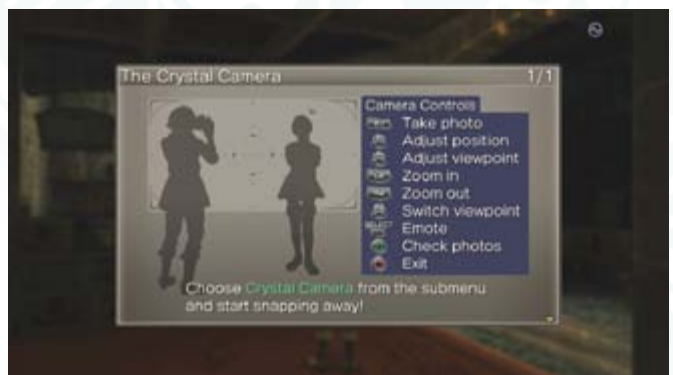 The Crystal Camera 1/1
Camera Controls
Take photo
Adjust position
Adjust viewpoint
Zoom in
Zoom out
Switch viewpoint
SELECT Emote
Check photos
Exit
Choose Crystal Camera from the submenu
and start snapping away!